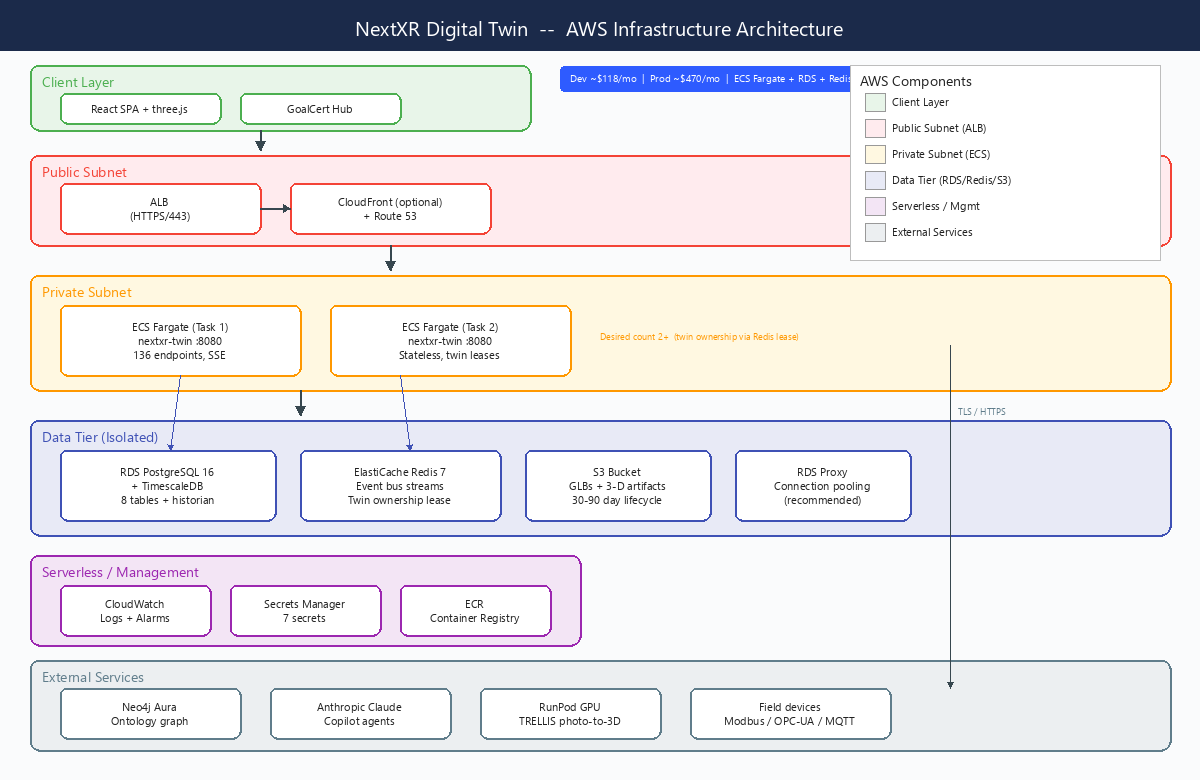 NextXR Digital Twin -- AWS Infrastructure Architecture
Client Layer
React SPA + three.js
GoalCert Hub
Dev ~$118/mo | Prod ~$470/mo | ECS Fargate + RDS + Redis
AWS Components
Client Layer
Public Subnet (ALB)
Private Subnet (ECS)
Data Tier (RDS/Redis/S3)
Serverless / Mgmt
External Services
Public Subnet
ALB
(HTTPS/443)
CloudFront (optional)
+ Route 53
Private Subnet
ECS Fargate (Task 1)
nextxr-twin :8080
136 endpoints, SSE
ECS Fargate (Task 2)
nextxr-twin :8080
Stateless, twin leases
Desired count 2+ (twin ownership via Redis lease)
TLS / HTTPS
Data Tier (Isolated)
RDS PostgreSQL 16
+ TimescaleDB
8 tables + historian
ElastiCache Redis 7
Event bus streams
Twin ownership lease
S3 Bucket
GLBs + 3-D artifacts
30-90 day lifecycle
RDS Proxy
Connection pooling
(recommended)
Serverless / Management
CloudWatch
Logs + Alarms
Secrets Manager
7 secrets
ECR
Container Registry
External Services
Neo4j Aura
Ontology graph
Anthropic Claude
Copilot agents
RunPod GPU
TRELLIS photo-to-3D
Field devices
Modbus / OPC-UA / MQTT